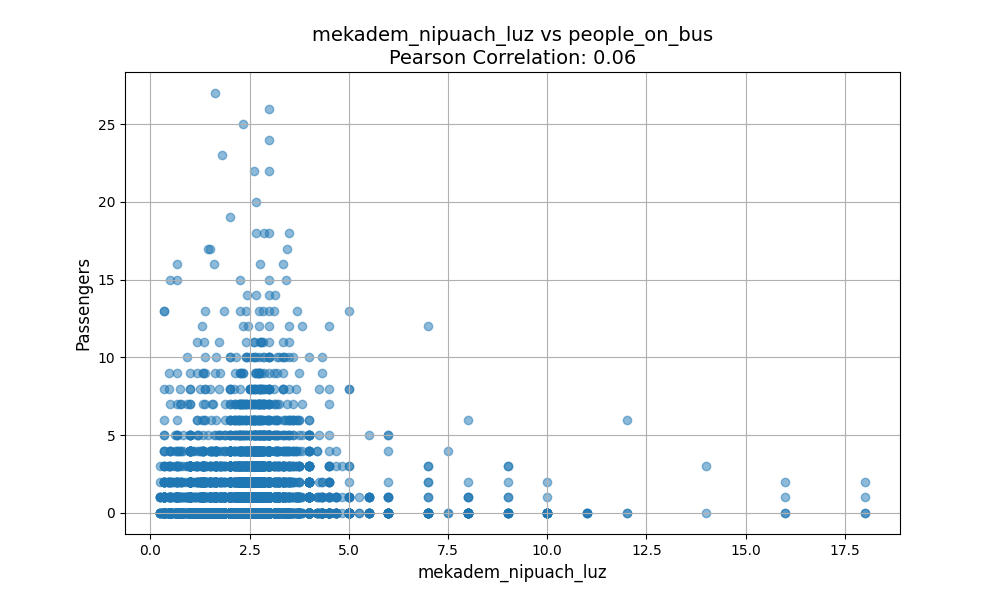 mekadem_nipuach_luz vs people_on_bus
Pearson Correlation: 0.06
Passengers
25
20
15
10
5
0
0.0 2.5 5.0 7.5 10.0 12.5 15.0 17.5
mekadem_nipuach_luz